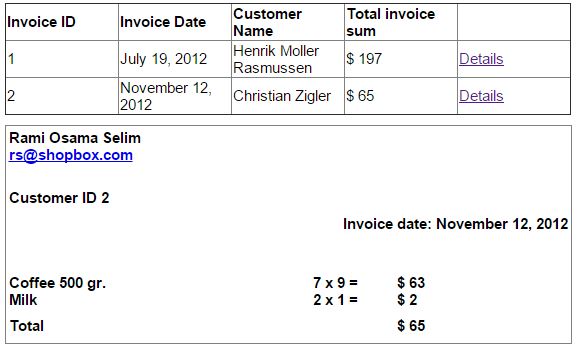 Invoice ID Invoice Date Customer Name Total invoice sum
1 July 19, 2012 Henrik Moller Rasmussen $ 197 Details
2 November 12, 2012 Christian Zigler $ 65 Details
Rami Osama Selim
rs@shopbox.com
Customer ID 2
Invoice date: November 12, 2012
Coffee 500 gr. 7 x 9 = $ 63
Milk 2 x 1 = $ 2
Total $ 65